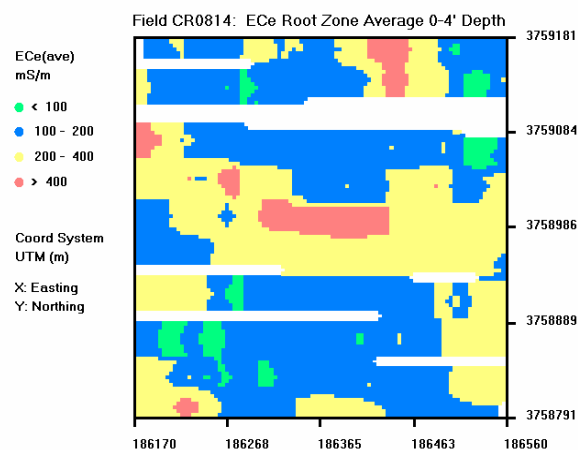 Field CR0814: ECe Root Zone Average 0-4' Depth
ECe(ave)
mS/m
< 100
100 - 200
200 - 400
> 400
Coord System
UTM (m)
X: Easting
Y: Northing
3759181
3759084
3758986
3758889
3758791
186170 186268 186365 186463 186560